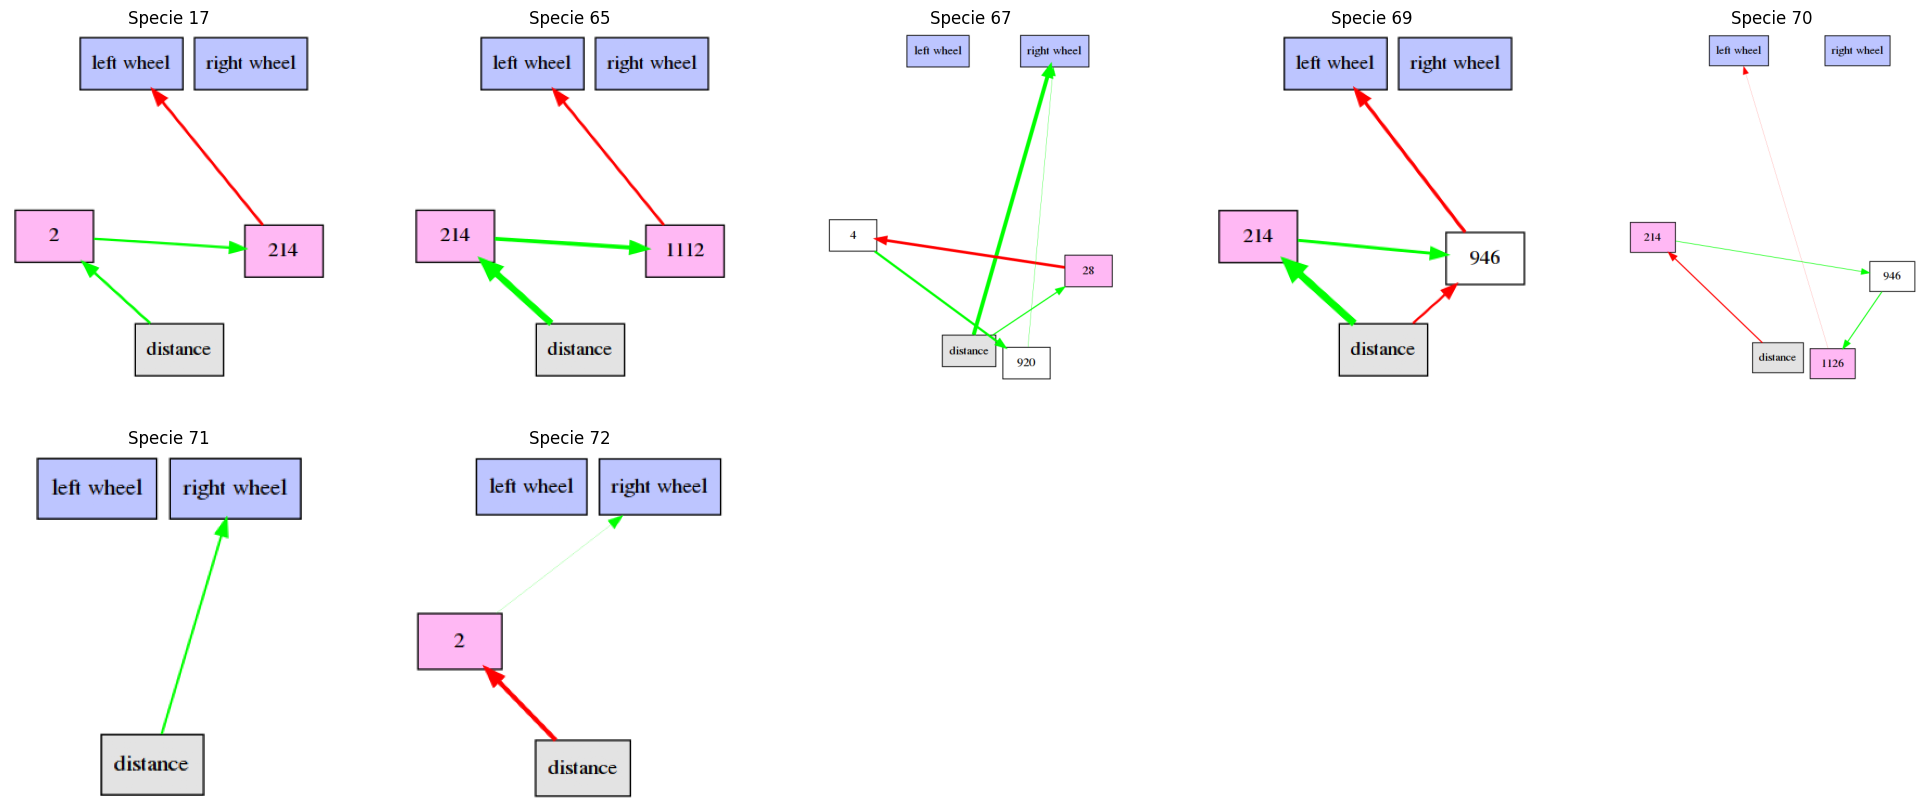 Specie 17
left wheel
right wheel
2
214
distance
Specie 65
left wheel
right wheel
214
1112
distance
Specie 67
left wheel
right wheel
4
28
distance
920
Specie 69
left wheel
right wheel
214
946
distance
Specie 70
left wheel
right wheel
214
946
distance
1126
Specie 71
left wheel
right wheel
distance
Specie 72
left wheel
right wheel
2
distance